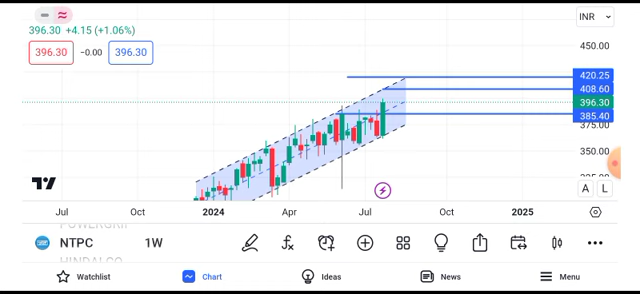 INR
396.30 +4.15 (+1.06%)
396.30 −0.00 396.30
450.00
420.25
408.60
396.30
385.40
375.00
350.00
A L
Jul Oct 2024 Apr Jul Oct 2025
POWERGRID
NTPC 1W
HINDALCO
Watchlist Chart Ideas News Menu